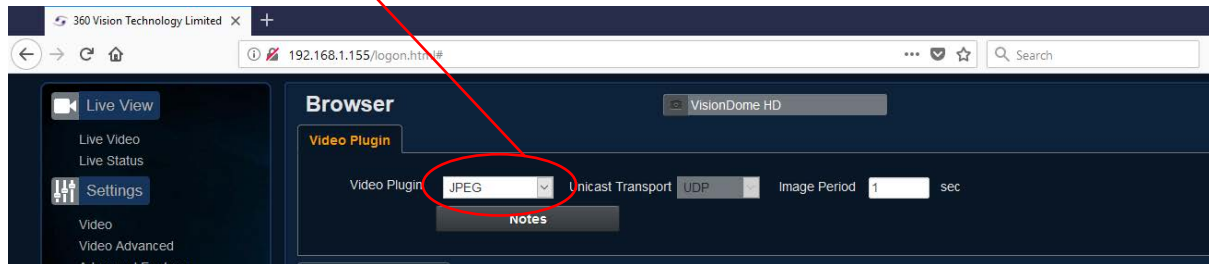 360 Vision Technology Limited
192.168.1.155/logon.html#
Search
Live View
Live Video
Live Status
Settings
Video
Video Advanced
Browser
VisionDome HD
Video Plugin
Video Plugin JPEG Unicast Transport UDP Image Period 1 sec
Notes